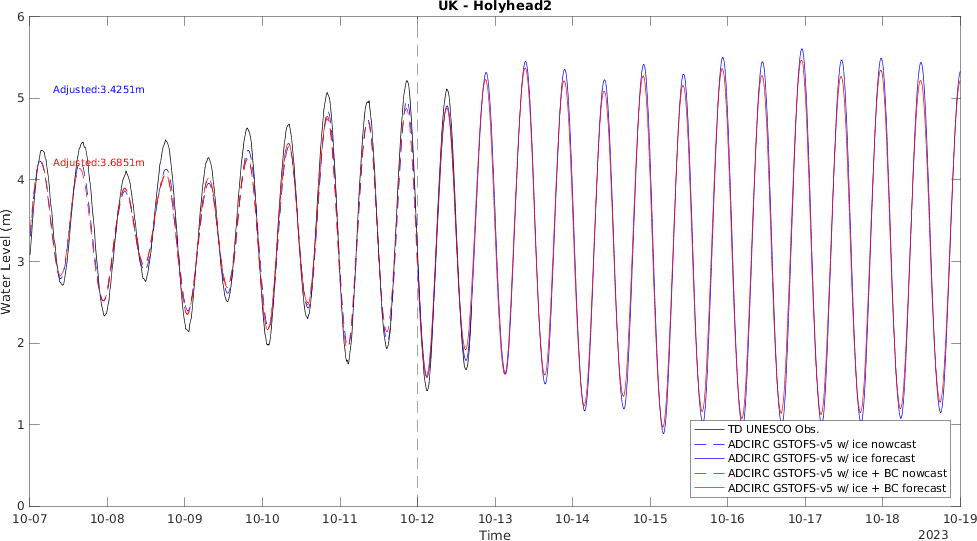 UK - Holyhead2
6
5
4
3
2
1
0
Water Level (m)
Adjusted:3.4251m
Adjusted:3.6851m
TD UNESCO Obs.
ADCIRC GSTOFS-v5 w/ ice nowcast
ADCIRC GSTOFS-v5 w/ ice forecast
ADCIRC GSTOFS-v5 w/ ice + BC nowcast
ADCIRC GSTOFS-v5 w/ ice + BC forecast
10-07 10-08 10-09 10-10 10-11 10-12 10-13 10-14 10-15 10-16 10-17 10-18 10-19
Time
2023